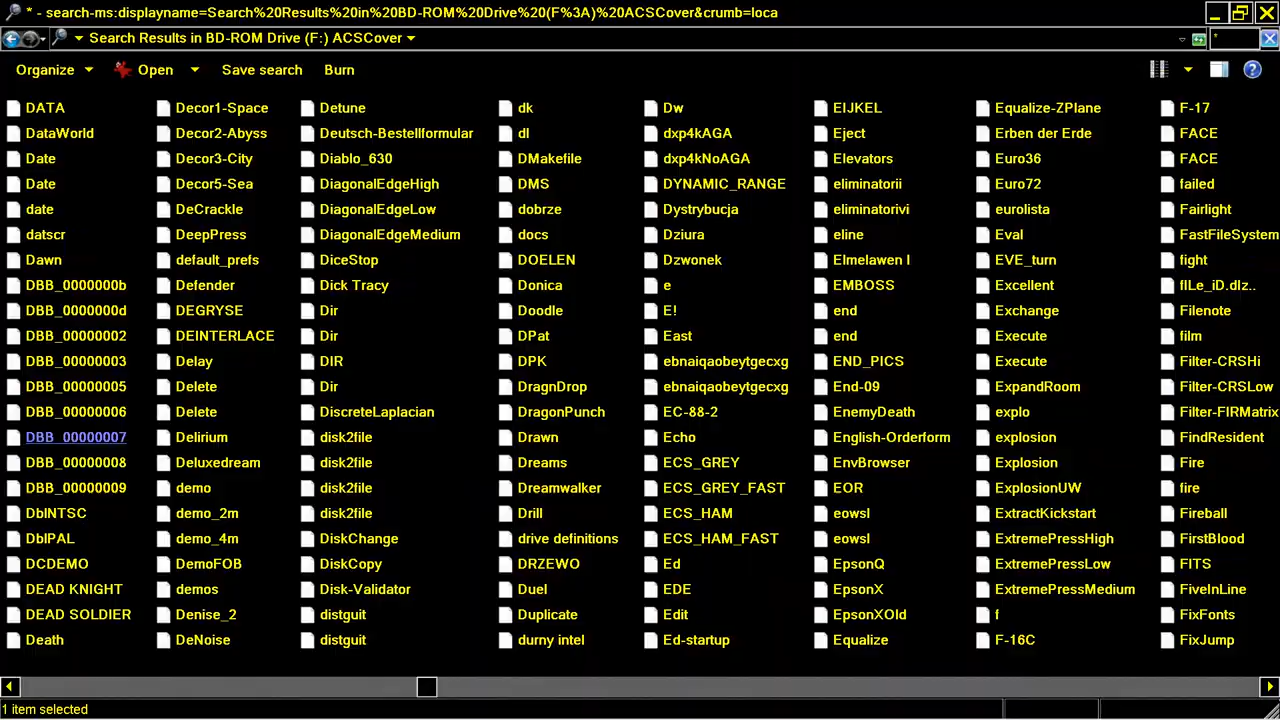 * - search-ms:displayname=Search%20Results%20in%20BD-ROM%20Drive%20(F%3A)%20ACSCover&crumb=loca
Search Results in BD-ROM Drive (F:) ACSCover
*
Organize Open Save search Burn
DATA
DataWorld
Date
Date
date
datscr
Dawn
DBB_0000000b
DBB_0000000d
DBB_00000002
DBB_00000003
DBB_00000005
DBB_00000006
DBB_00000007
DBB_00000008
DBB_00000009
DblNTSC
DblPAL
DCDEMO
DEAD KNIGHT
DEAD SOLDIER
Death
Decor1-Space
Decor2-Abyss
Decor3-City
Decor5-Sea
DeCrackle
DeepPress
default_prefs
Defender
DEGRYSE
DEINTERLACE
Delay
Delete
Delete
Delirium
Deluxedream
demo
demo_2m
demo_4m
DemoFOB
demos
Denise_2
DeNoise
Detune
Deutsch-Bestellformular
Diablo_630
DiagonalEdgeHigh
DiagonalEdgeLow
DiagonalEdgeMedium
DiceStop
Dick Tracy
Dir
Dir
DIR
Dir
DiscreteLaplacian
disk2file
disk2file
disk2file
disk2file
DiskChange
DiskCopy
Disk-Validator
distguit
distguit
dk
dl
DMakefile
DMS
dobrze
docs
DOELEN
Donica
Doodle
DPat
DPK
DragnDrop
DragonPunch
Drawn
Dreams
Dreamwalker
Drill
drive definitions
DRZEWO
Duel
Duplicate
durny intel
Dw
dxp4kAGA
dxp4kNoAGA
DYNAMIC_RANGE
Dystrybucja
Dziura
Dzwonek
e
E!
East
ebnaiqaobeytgecxg
ebnaiqaobeytgecxg
EC-88-2
Echo
ECS_GREY
ECS_GREY_FAST
ECS_HAM
ECS_HAM_FAST
Ed
EDE
Edit
Ed-startup
EIJKEL
Eject
Elevators
eliminatorii
eliminatorivi
eline
Elmelawen I
EMBOSS
end
end
END_PICS
End-09
EnemyDeath
English-Orderform
EnvBrowser
EOR
eowsl
eowsl
EpsonQ
EpsonX
EpsonXOld
Equalize
Equalize-ZPlane
Erben der Erde
Euro36
Euro72
eurolista
Eval
EVE_turn
Excellent
Exchange
Execute
Execute
ExpandRoom
explo
explosion
Explosion
ExplosionUW
ExtractKickstart
ExtremePressHigh
ExtremePressLow
ExtremePressMedium
f
F-16C
F-17
FACE
FACE
failed
Fairlight
FastFileSystem
fight
fILe_iD.dIz..
Filenote
film
Filter-CRSHi
Filter-CRSLow
Filter-FIRMatrix
FindResident
Fire
fire
Fireball
FirstBlood
FITS
FiveInLine
FixFonts
FixJump
1 item selected